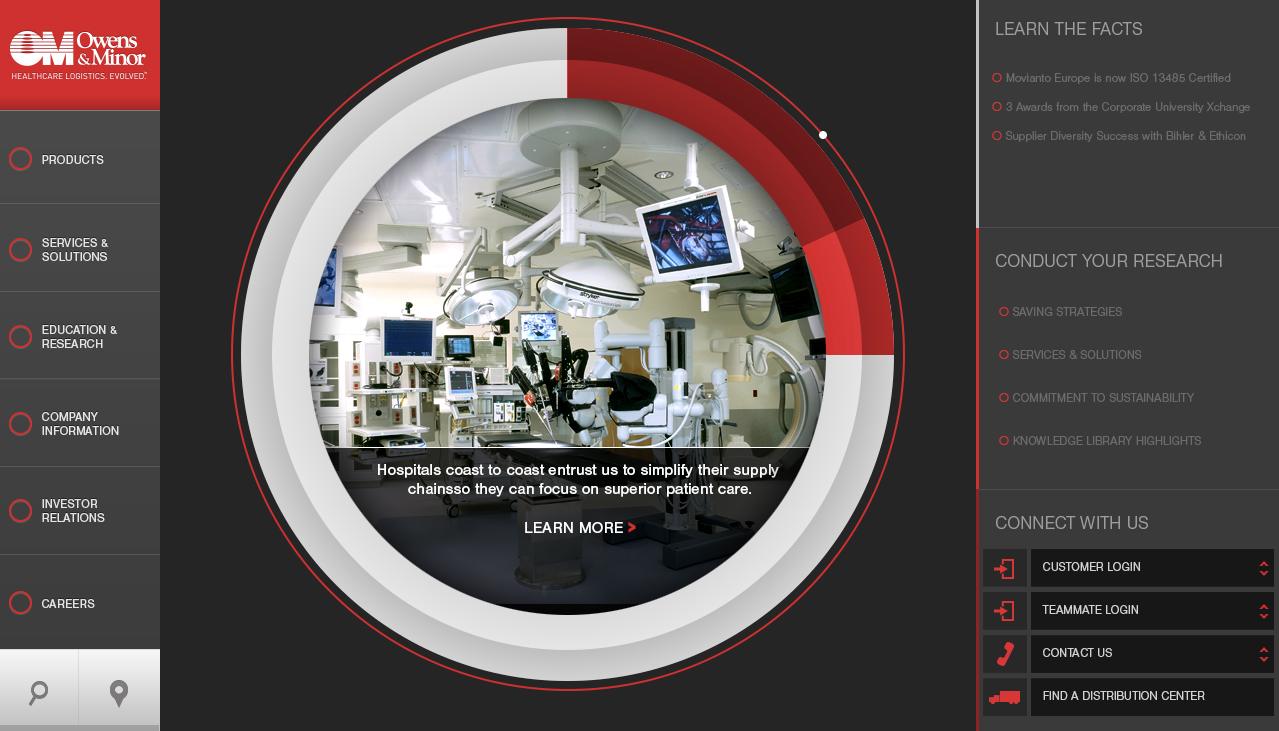 OM Owens
& Minor
HEALTHCARE LOGISTICS. EVOLVED.™
PRODUCTS
SERVICES &
SOLUTIONS
EDUCATION &
RESEARCH
COMPANY
INFORMATION
INVESTOR
RELATIONS
CAREERS
stryker
Hospitals coast to coast entrust us to simplify their supply
chainsso they can focus on superior patient care.
LEARN MORE >
LEARN THE FACTS
Movianto Europe is now ISO 13485 Certified
3 Awards from the Corporate University Xchange
Supplier Diversity Success with Bihler & Ethicon
CONDUCT YOUR RESEARCH
SAVING STRATEGIES
SERVICES & SOLUTIONS
COMMITMENT TO SUSTAINABILITY
KNOWLEDGE LIBRARY HIGHLIGHTS
CONNECT WITH US
CUSTOMER LOGIN
TEAMMATE LOGIN
CONTACT US
FIND A DISTRIBUTION CENTER